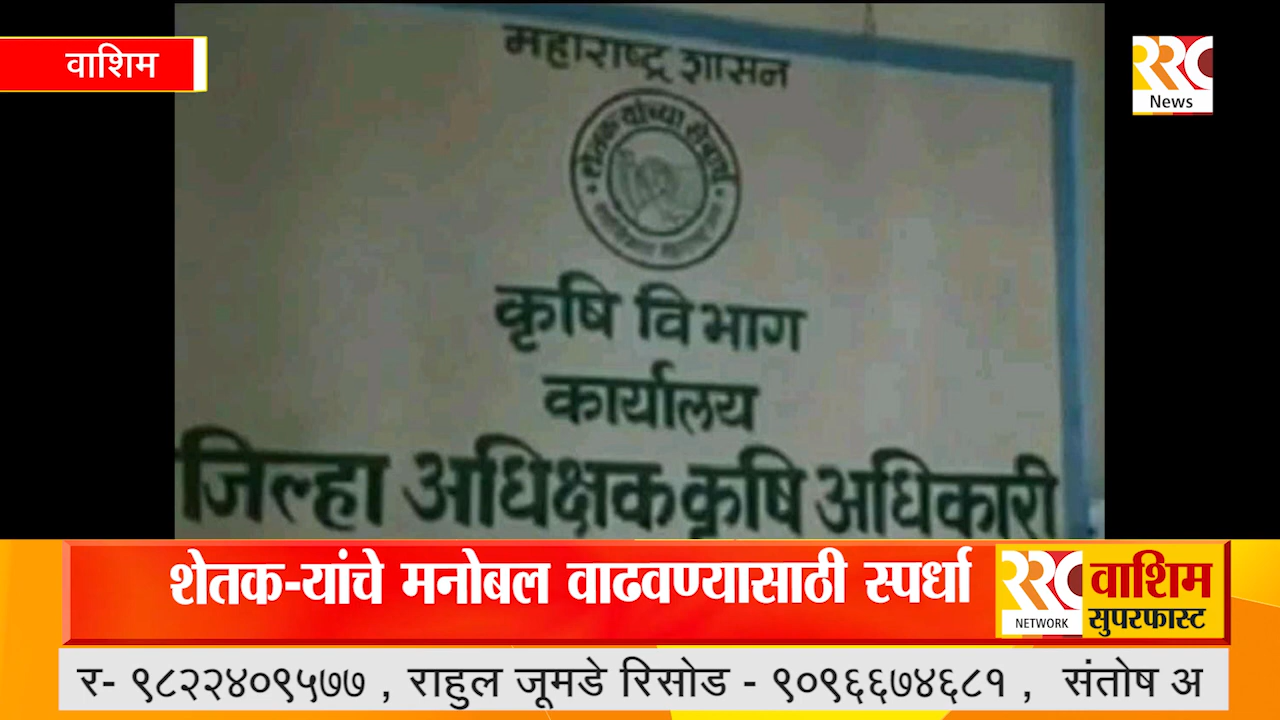 वाशिम
RRC
News
महाराष्ट्र शासन
शेतकऱ्यांच्या सेवार्थ
कृषि विभाग
कार्यालय
जिल्हा अधिक्षक कृषि अधिकारी
शेतक-यांचे मनोबल वाढवण्यासाठी स्पर्धा
RRC
NETWORK
वाशिम
सुपरफास्ट
र- ९८२२४०९५७७ , राहुल जूमडे रिसोड - ९०९६६७४६८१ , संतोष अ